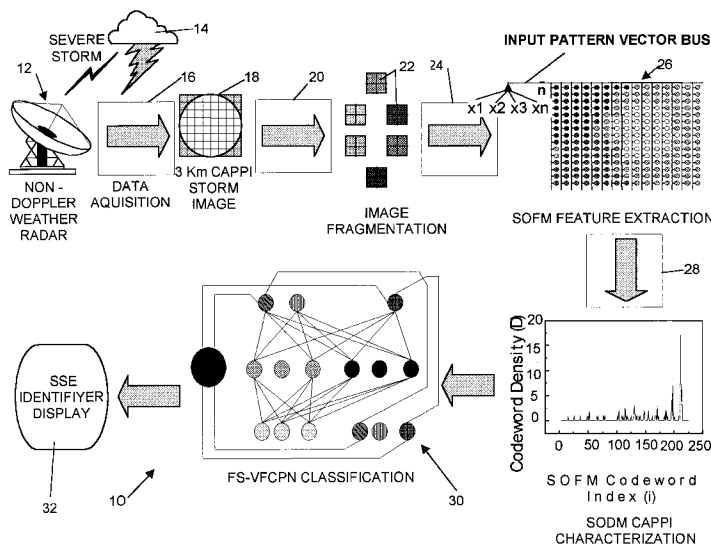 SEVERE
STORM
14
12
16
18
20
22
24
INPUT PATTERN VECTOR BUS
26
n
x1 x2 x3 xn
NON -
DOPPLER
WEATHER
RADAR
DATA
AQUISITION
3 Km CAPPI
STORM
IMAGE
IMAGE
FRAGMENTATION
SOFM FEATURE EXTRACTION
28
SSE
IDENTIFIYER
DISPLAY
32
10
FS-VFCPN CLASSIFICATION
30
Codeword Density (D)
20
15
10
5
0
0 50 100 150 200 250
SOFM Codeword
Index (i)
SODM CAPPI
CHARACTERIZATION